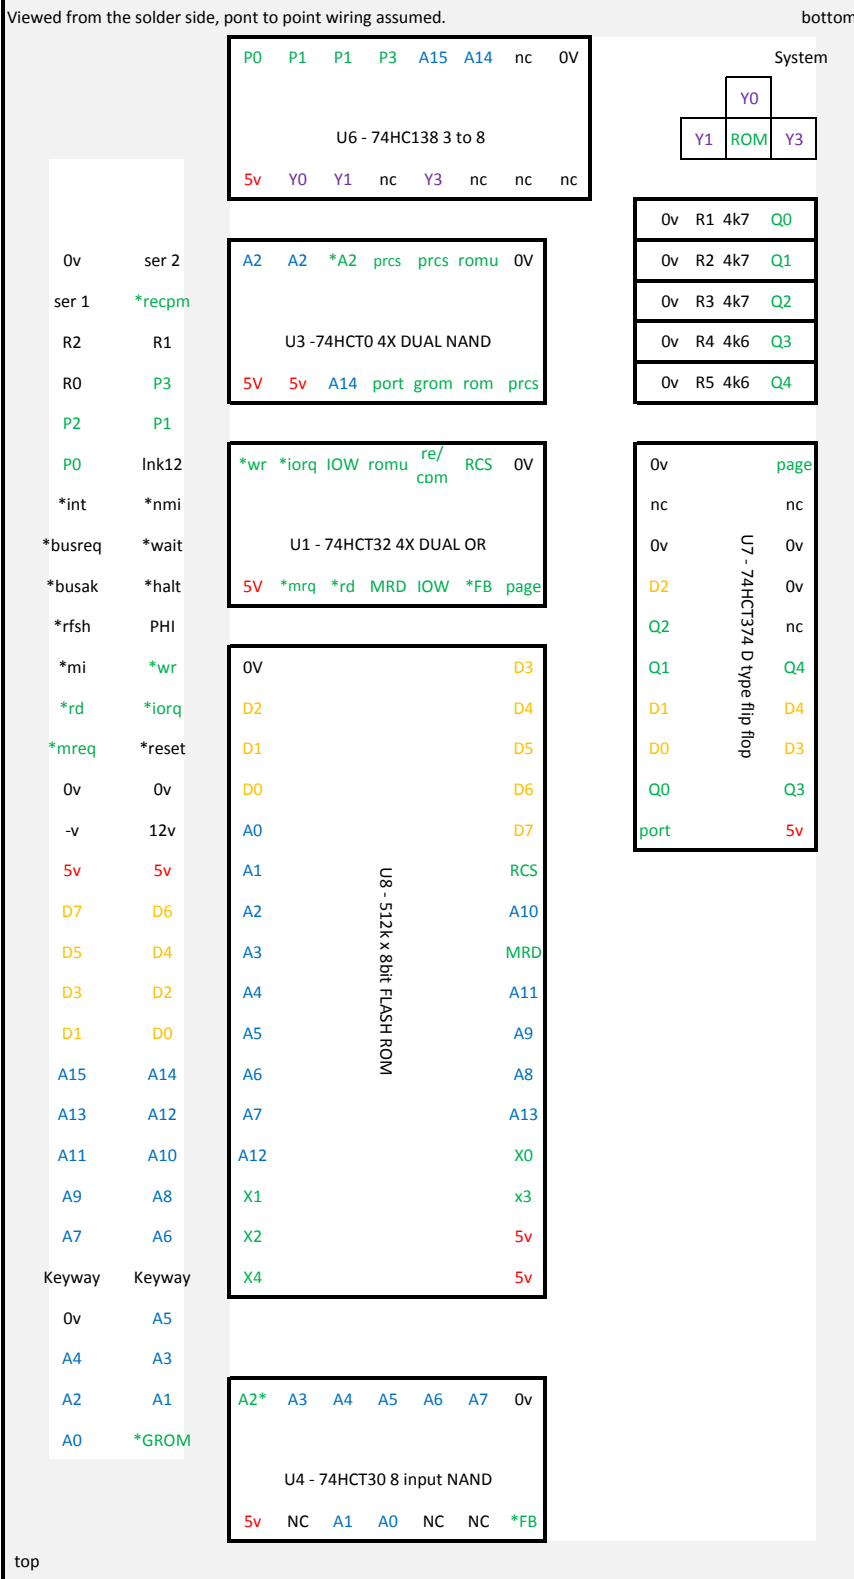 Viewed from the solder side, pont to point wiring assumed. bottom
P0 P1 P1 P3 A15 A14 nc 0V
System
Y0
U6 - 74HC138 3 to 8
Y1 ROM Y3
5v Y0 Y1 nc Y3 nc nc nc
0v R1 4k7 Q0
0v ser 2
A2 A2 *A2 prcs prcs romu 0V
0v R2 4k7 Q1
ser 1 *recpm
0v R3 4k7 Q2
R2 R1
U3 -74HCT0 4X DUAL NAND
0v R4 4k6 Q3
R0 P3
5V 5v A14 port grom rom prcs
0v R5 4k6 Q4
P2 P1
P0 lnk12
*wr *iorq IOW romu re/ cpm RCS 0V
0v page
*int *nmi
nc nc
*busreq *wait
U1 - 74HCT32 4X DUAL OR
0v 0v
*busak *halt
5V *mrq *rd MRD IOW *FB page
D2 0v
*rfsh PHI
Q2 nc
U7 - 74HCT374 D type flip flop
*mi *wr
0V D3
Q1 Q4
*rd *iorq
D2 D4
D1 D4
*mreq *reset
D1 D5
D0 D3
0v 0v
D0 D6
Q0 Q3
-v 12v
A0 D7
port 5v
5v 5v
A1 RCS
D7 D6
A2 A10
D5 D4
A3 MRD
U8 - 512k x 8bit FLASH ROM
D3 D2
A4 A11
D1 D0
A5 A9
A15 A14
A6 A8
A13 A12
A7 A13
A11 A10
A12 X0
A9 A8
X1 x3
A7 A6
X2 5v
Keyway Keyway
X4 5v
0v A5
A4 A3
A2 A1
A2* A3 A4 A5 A6 A7 0v
A0 *GROM
U4 - 74HCT30 8 input NAND
5v NC A1 A0 NC NC *FB
top